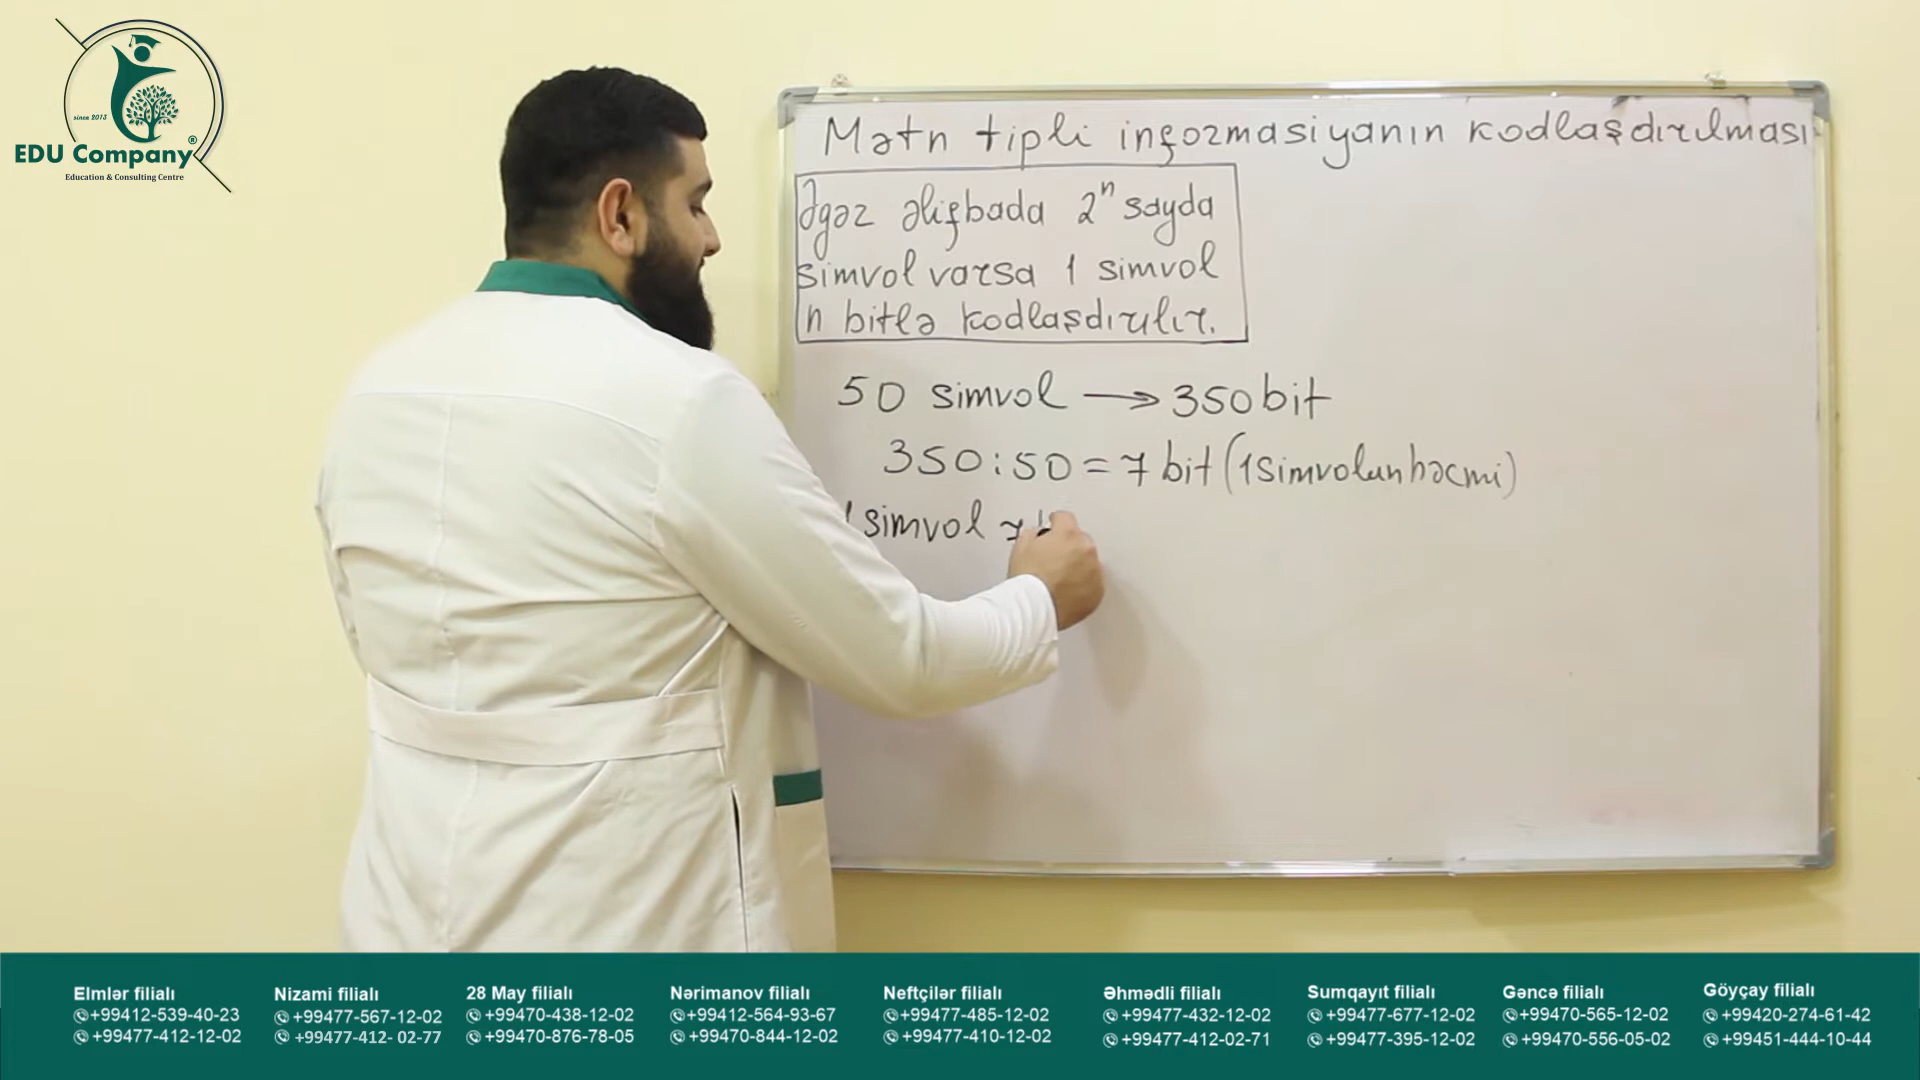 since 2013
EDU Company®
Education & Consulting Centre
Mətn tipli informasiyanın kodlaşdırılması
Əgər əlifbada 2ⁿ sayda
simvol varsa 1 simvol
n bitlə kodlaşdırılır.
50 simvol → 350 bit
350 : 50 = 7 bit (1 simvolun həcmi)
1 simvol 7
Elmlər filialı
+99412-539-40-23
+99477-412-12-02
Nizami filialı
+99477-567-12-02
+99477-412- 02-77
28 May filialı
+99470-438-12-02
+99470-876-78-05
Nərimanov filialı
+99412-564-93-67
+99470-844-12-02
Neftçilər filialı
+99477-485-12-02
+99477-410-12-02
Əhmədli filialı
+99477-432-12-02
+99477-412-02-71
Sumqayıt filialı
+99477-677-12-02
+99477-395-12-02
Gəncə filialı
+99470-565-12-02
+99470-556-05-02
Göyçay filialı
+99420-274-61-42
+99451-444-10-44